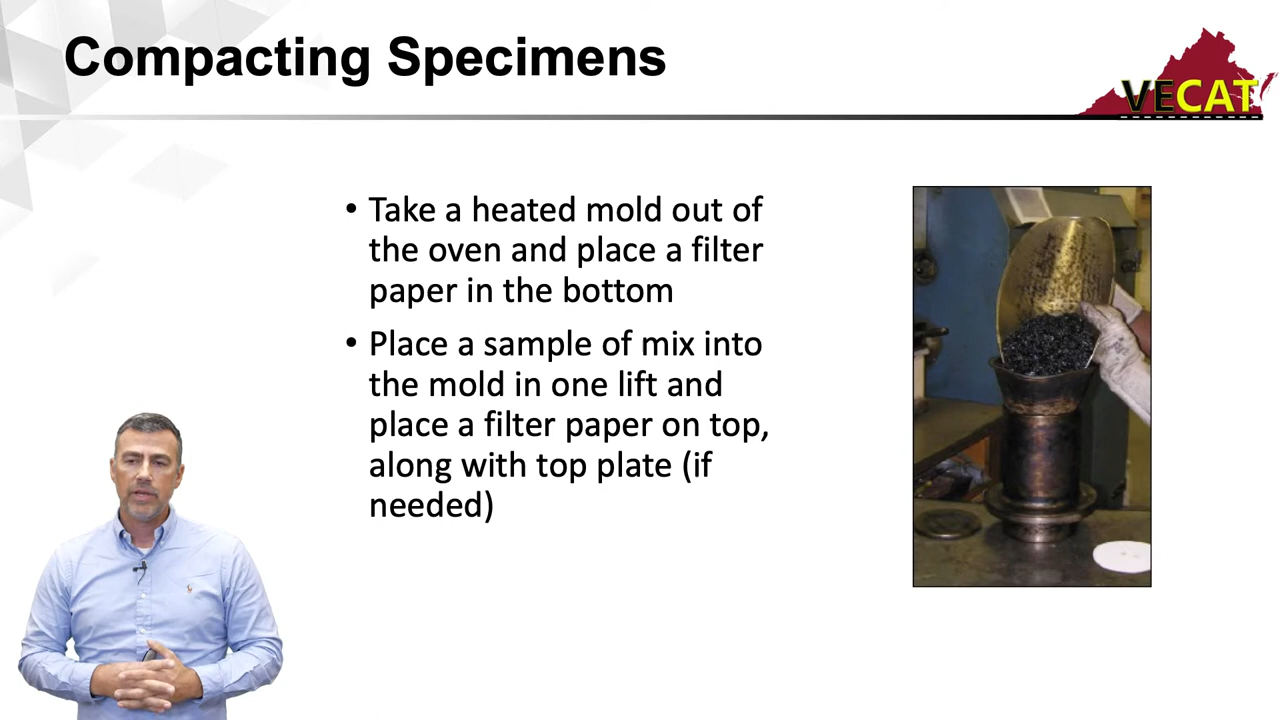 Compacting Specimens
VECAT
• Take a heated mold out of
the oven and place a filter
paper in the bottom
• Place a sample of mix into
the mold in one lift and
place a filter paper on top,
along with top plate (if
needed)